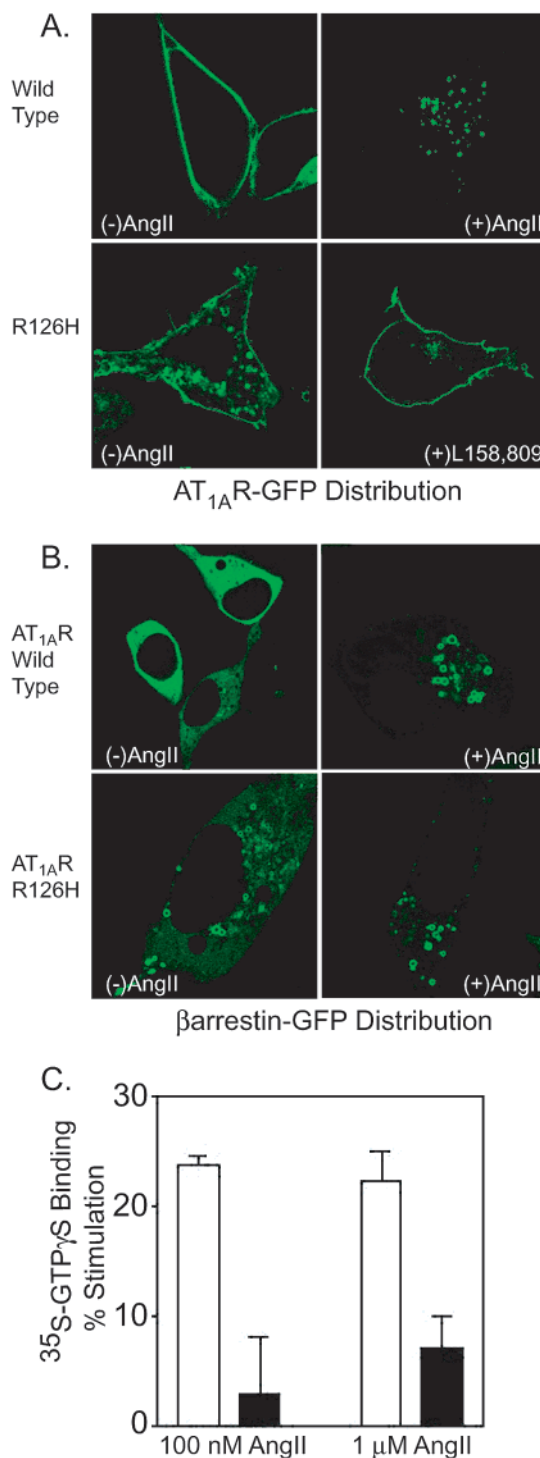 A.
Wild
Type
(-)AngII
(+)AngII
R126H
(-)AngII
(+)L158,809
AT1AR-GFP Distribution
B.
AT1AR
Wild
Type
(-)AngII
(+)AngII
AT1AR
R126H
(-)AngII
(+)AngII
βarrestin-GFP Distribution
C.
35S-GTPγS Binding
% Stimulation
30
20
10
0
100 nM AngII
1 μM AngII